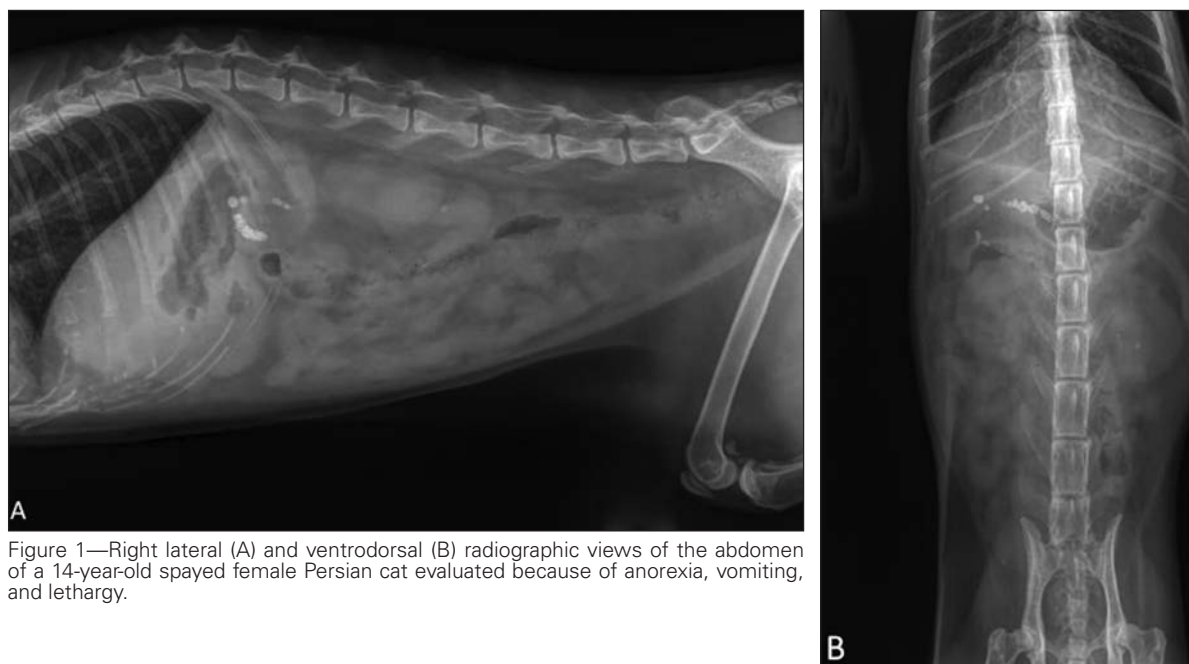 A
B
Figure 1—Right lateral (A) and ventrodorsal (B) radiographic views of the abdomen
of a 14-year-old spayed female Persian cat evaluated because of anorexia, vomiting,
and lethargy.